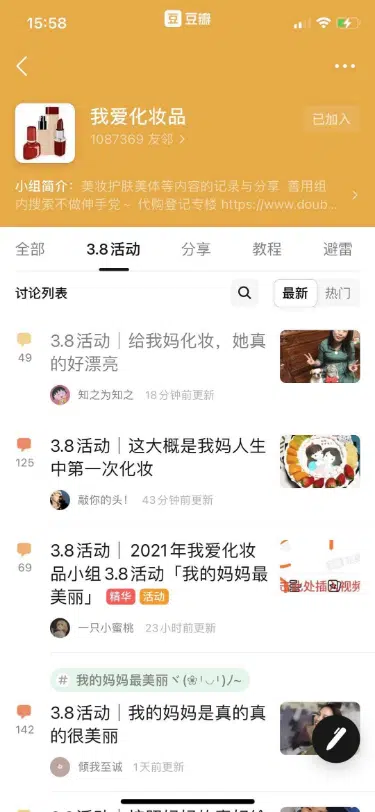 15:58
豆 豆瓣
我爱化妆品
1087369 友邻 >
已加入
小组简介：美妆护肤美体等内容的记录与分享 善用组
内搜索不做伸手党～ 代购登记专楼 https://www.doub...
全部
3.8活动
分享
教程
避雷
讨论列表
最新
热门
3.8活动｜给我妈化妆，她真
的好漂亮
49
知之为知之 18分钟前更新
3.8活动｜这大概是我妈人生
中第一次化妆
125
敲你的头！ 43分钟前更新
3.8活动｜2021年我爱化妆
品小组3.8活动「我的妈妈最
美丽」 精华 活动
69
处插 视频
一只小蜜桃 23小时前更新
# 我的妈妈最美丽ヾ(❀╹◡╹)ﾉ~
3.8活动｜我的妈妈是真的真
的很美丽
142
倾我至诚 1天前更新